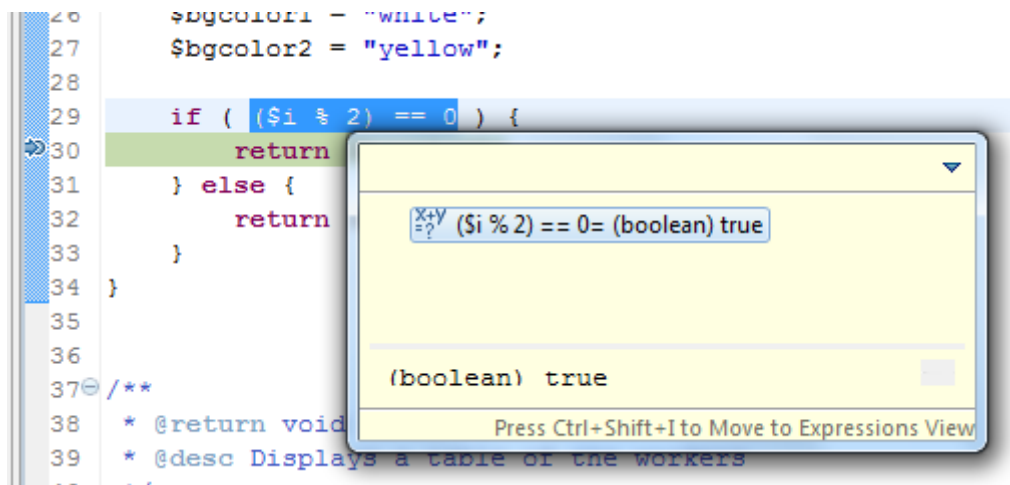 26 $bgcolor1 = "white";
27 $bgcolor2 = "yellow";
28
29 if ( ($i % 2) == 0 ) {
30 return
31 } else {
32 return
33 }
34 }
35
36
37 /**
38 * @return void
39 * @desc Displays a table of the workers
($i % 2) == 0= (boolean) true
(boolean) true
Press Ctrl+Shift+I to Move to Expressions View